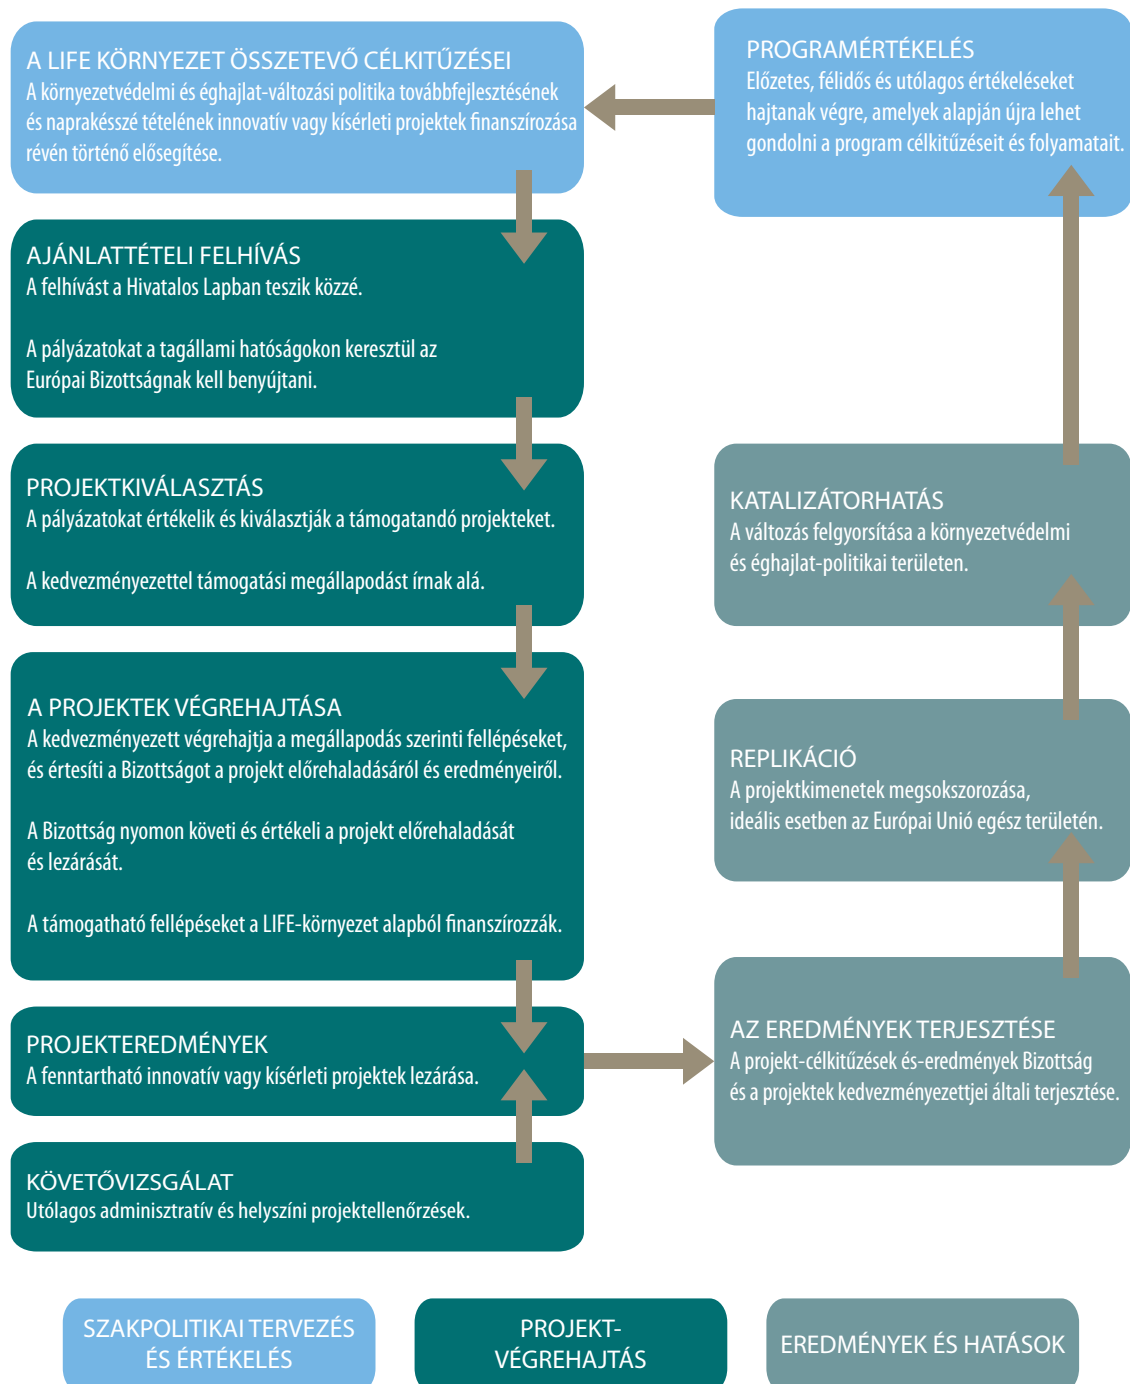 A LIFE KÖRNYEZET ÖSSZETEVŐ CÉLKITŰZÉSEI
A környezetvédelmi és éghajlat-változási politika továbbfejlesztésének
és naprakésszé tételének innovatív vagy kísérleti projektek finanszírozása
révén történő elősegítése.
AJÁNLATTÉTELI FELHÍVÁS
A felhívást a Hivatalos Lapban teszik közzé.
A pályázatokat a tagállami hatóságokon keresztül az
Európai Bizottságnak kell benyújtani.
PROJEKTKIVÁLASZTÁS
A pályázatokat értékelik és kiválasztják a támogatandó projekteket.
A kedvezményezettel támogatási megállapodást írnak alá.
A PROJEKTEK VÉGREHAJTÁSA
A kedvezményezett végrehajtja a megállapodás szerinti fellépéseket,
és értesíti a Bizottságot a projekt előrehaladásáról és eredményeiről.
A Bizottság nyomon követi és értékeli a projekt előrehaladását
és lezárását.
A támogatható fellépéseket a LIFE-környezet alapból finanszírozzák.
PROJEKTEREDMÉNYEK
A fenntartható innovatív vagy kísérleti projektek lezárása.
KÖVETŐVIZSGÁLAT
Utólagos adminisztratív és helyszíni projektellenőrzések.
PROGRAMÉRTÉKELÉS
Előzetes, félidős és utólagos értékeléseket
hajtanak végre, amelyek alapján újra lehet
gondolni a program célkitűzéseit és folyamatait.
KATALIZÁTORHATÁS
A változás felgyorsítása a környezetvédelmi
és éghajlat-politikai területen.
REPLIKÁCIÓ
A projektkimenetek megsokszorozása,
ideális esetben az Európai Unió egész területén.
AZ EREDMÉNYEK TERJESZTÉSE
A projekt-célkitűzések és-eredmények Bizottság
és a projektek kedvezményezettjei általi terjesztése.
SZAKPOLITIKAI TERVEZÉS
ÉS ÉRTÉKELÉS
PROJEKT-
VÉGREHAJTÁS
EREDMÉNYEK ÉS HATÁSOK